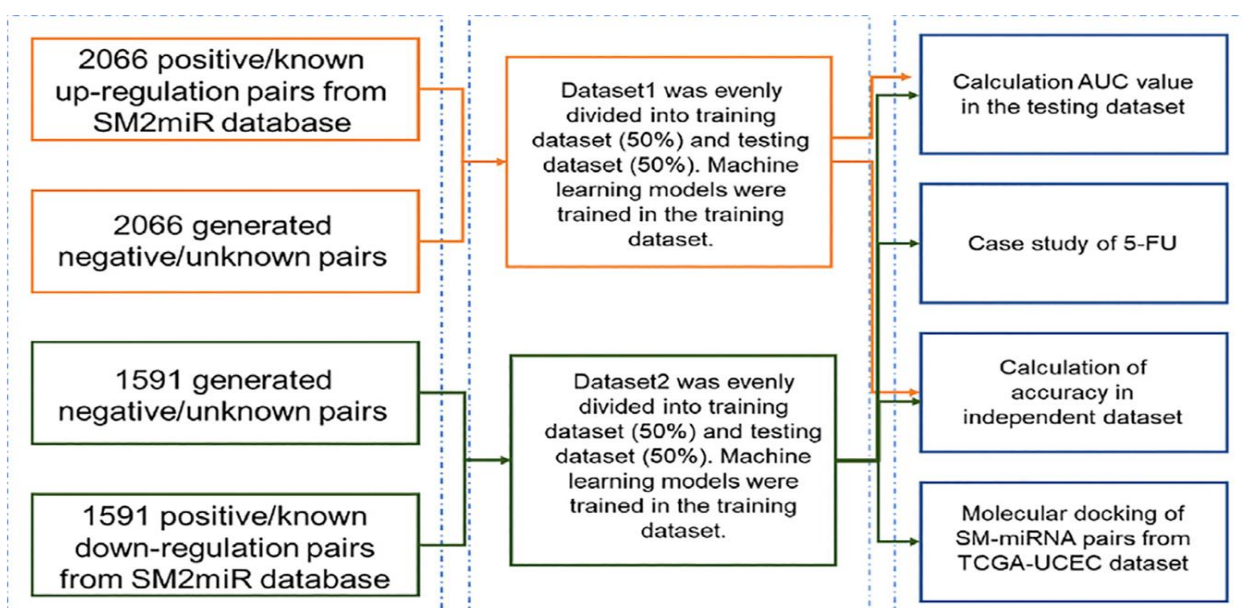 2066 positive/known
up-regulation pairs from
SM2miR database
2066 generated
negative/unknown pairs
1591 generated
negative/unknown pairs
1591 positive/known
down-regulation pairs
from SM2miR database
Dataset1 was evenly
divided into training
dataset (50%) and testing
dataset (50%). Machine
learning models were
trained in the training
dataset.
Dataset2 was evenly
divided into training
dataset (50%) and testing
dataset (50%). Machine
learning models were
trained in the training
dataset.
Calculation AUC value
in the testing dataset
Case study of 5-FU
Calculation of
accuracy in
independent dataset
Molecular docking of
SM-miRNA pairs from
TCGA-UCEC dataset